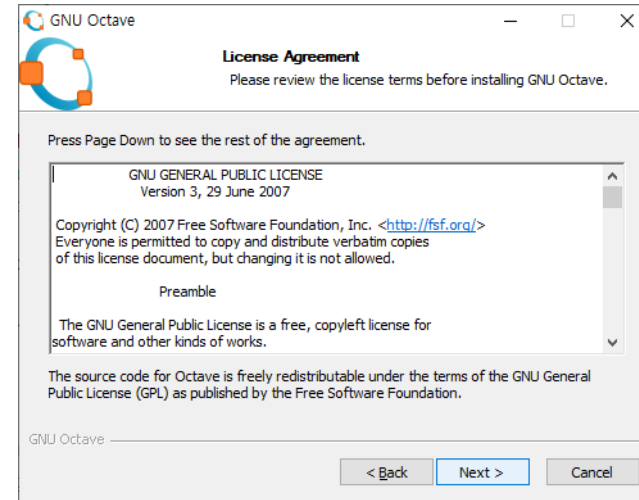 GNU Octave
License Agreement
Please review the license terms before installing GNU Octave.
Press Page Down to see the rest of the agreement.
GNU GENERAL PUBLIC LICENSE
Version 3, 29 June 2007
Copyright (C) 2007 Free Software Foundation, Inc. <http://fsf.org/>
Everyone is permitted to copy and distribute verbatim copies
of this license document, but changing it is not allowed.
Preamble
The GNU General Public License is a free, copyleft license for
software and other kinds of works.
The source code for Octave is freely redistributable under the terms of the GNU General
Public License (GPL) as published by the Free Software Foundation.
GNU Octave
< Back Next > Cancel